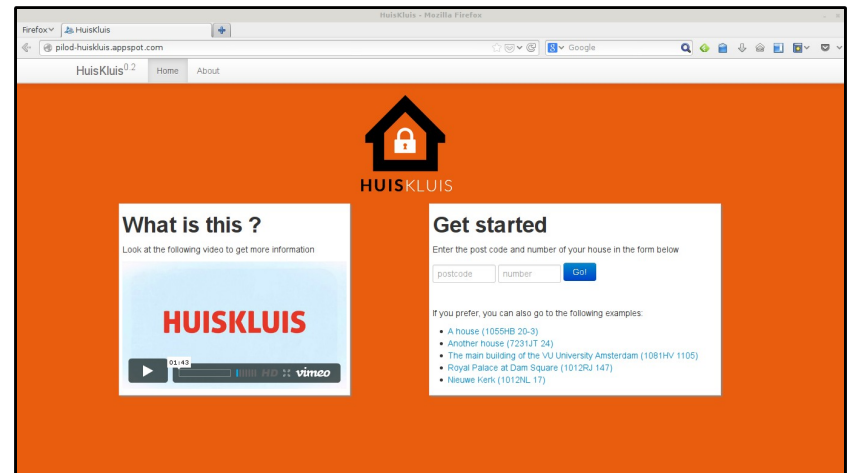 HuisKluis - Mozilla Firefox
Firefox
HuisKluis
pilod-huiskluis.appspot.com
Google
HuisKluis0.2 Home About
HUISKLUIS
What is this ?
Look at the following video to get more information
HUISKLUIS
01:43
HD vimeo
Get started
Enter the post code and number of your house in the form below
postcode number Go!
If you prefer, you can also go to the following examples:
A house (1055HB 20-3)
Another house (7231JT 24)
The main building of the VU University Amsterdam (1081HV 1105)
Royal Palace at Dam Square (1012RJ 147)
Nieuwe Kerk (1012NL 17)